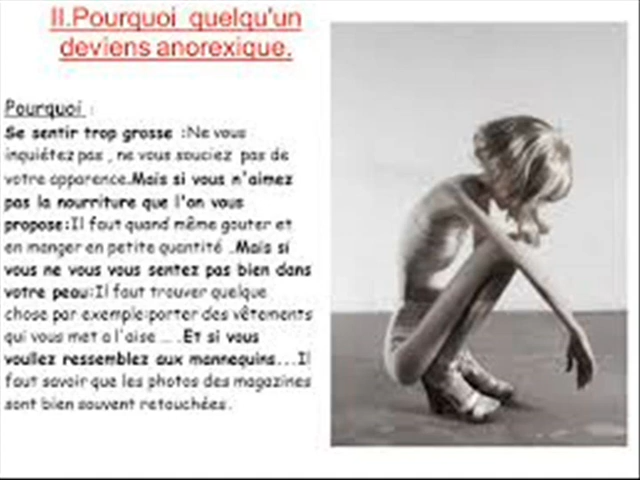 II.Pourquoi quelqu'un
deviens anorexique.
Pourquoi :
Se sentir trop grosse :Ne vous
inquiétez pas , ne vous souciez pas de
votre apparence.Mais si vous n'aimez
pas la nourriture que l'on vous
propose:Il faut quand même gouter et
en manger en petite quantité .Mais si
vous ne vous vous sentez pas bien dans
votre peau:Il faut trouver quelque
chose par exemple:porter des vêtements
qui vous met a l'aise ... .Et si vous
voullez ressemblez aux mannequins...Il
faut savoir que les photos des magazines
sont bien souvent retouchées.